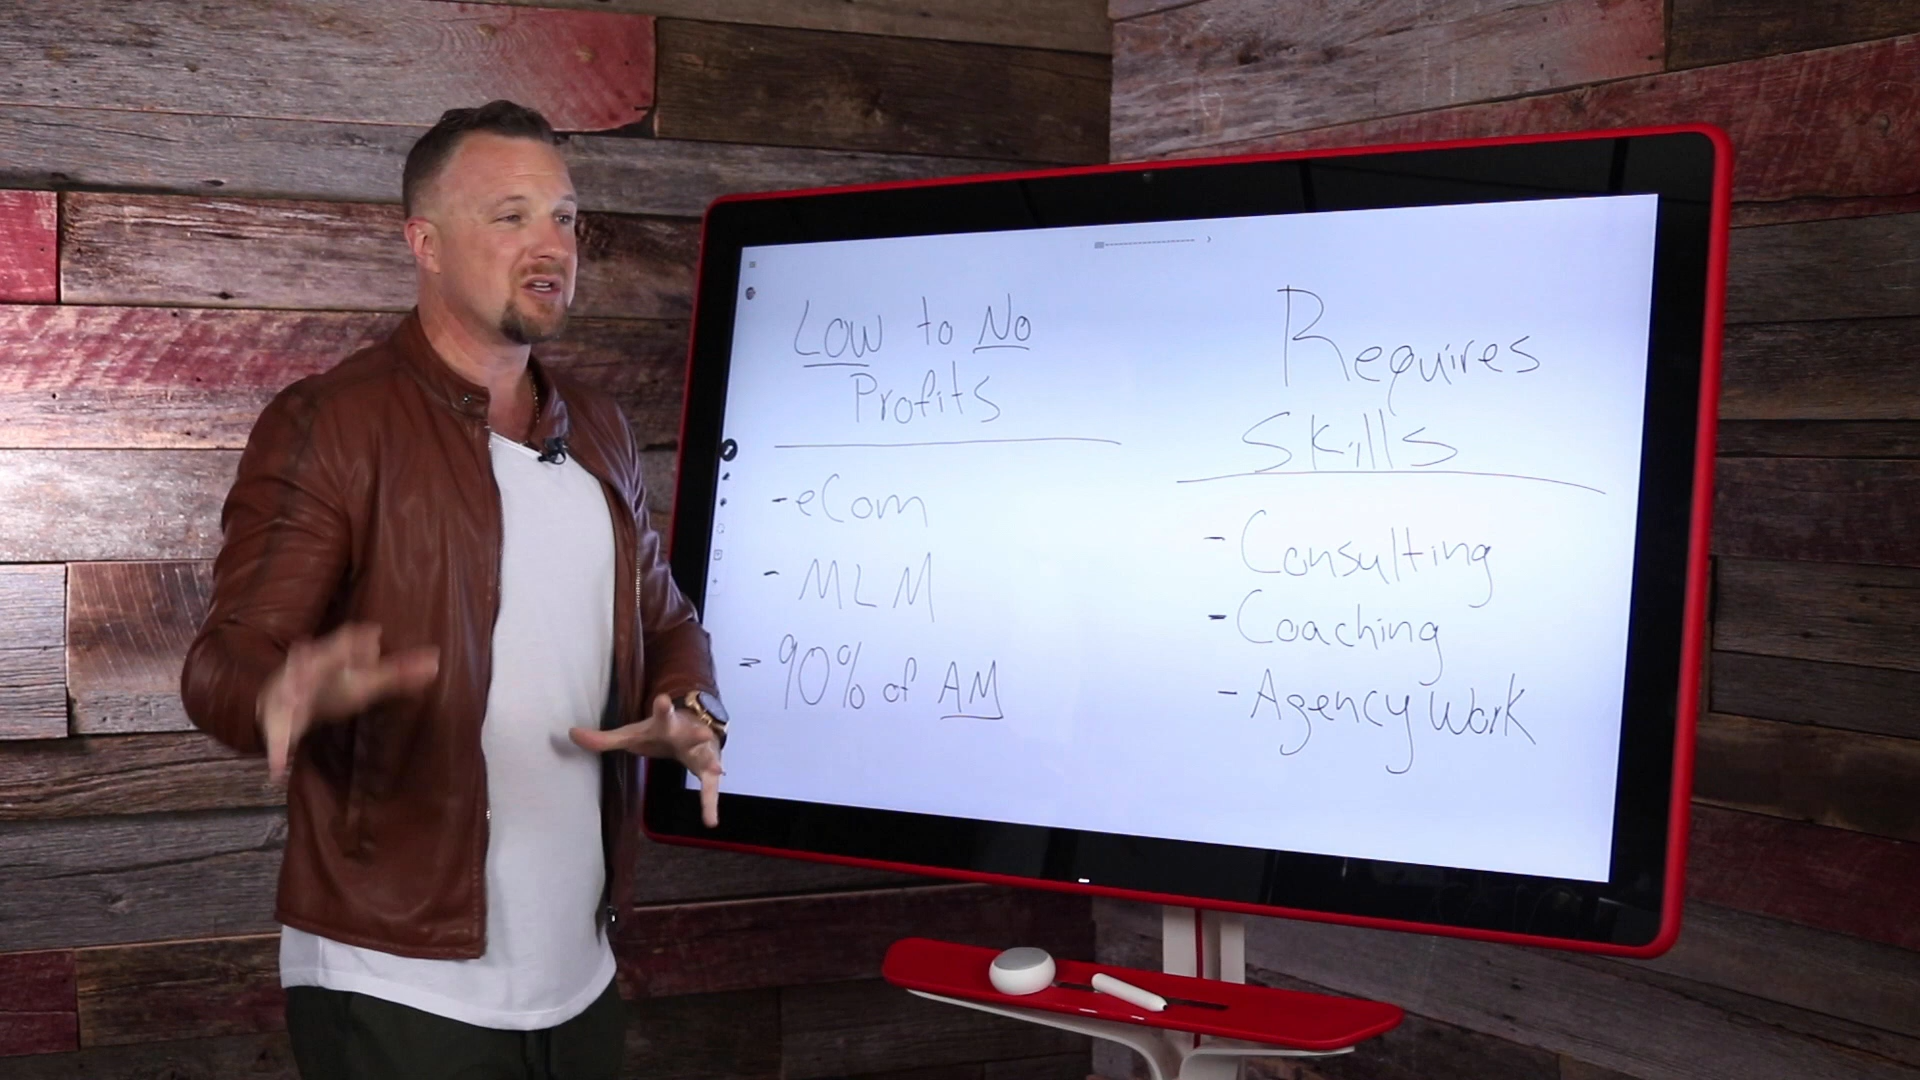 Low to No
Profits
-eCom
- MLM
- 90% of AM
Requires
Skills
- Consulting
- Coaching
- Agency Work